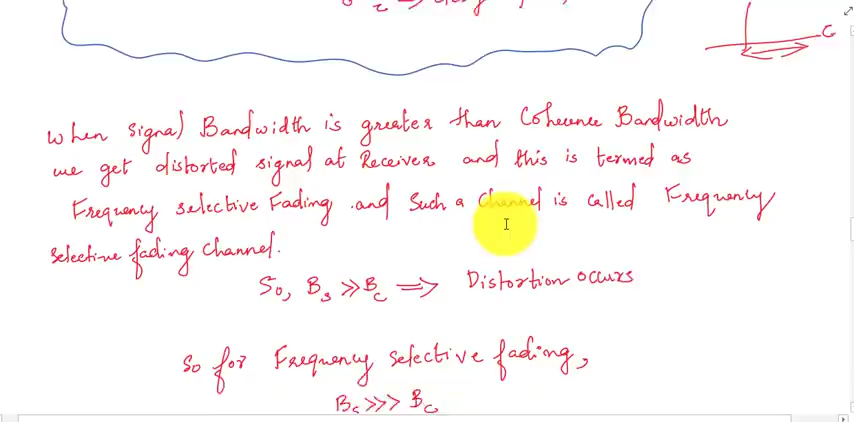 When Signal Bandwidth is greater than Coherence Bandwidth
we get distorted signal at Receiver and this is termed as
Frequency selective Fading and Such a Channel is called Frequency
Selective fading Channel.
So, Bs >> Bc ⟹ Distortion occurs
So for Frequency selective fading,
Bs >>> Bc